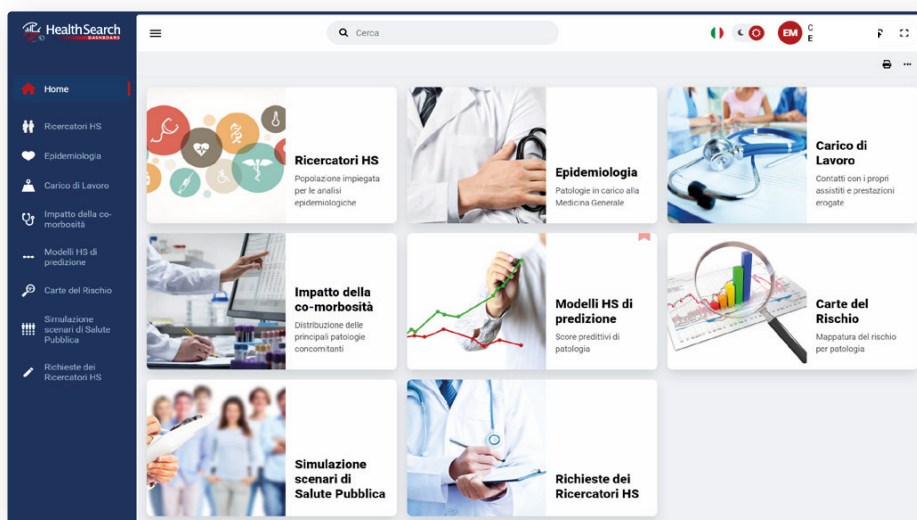 HealthSearch
DASHBOARD
Cerca
EM
C
E
Home
Ricercatori HS
Epidemiologia
Carico di Lavoro
Impatto della co-
morbosità
Modelli HS di
predizione
Carte del Rischio
Simulazione
scenari di Salute
Pubblica
Richieste dei
Ricercatori HS
Ricercatori HS
Popolazione impiegata
per le analisi
epidemiologiche
Epidemiologia
Patologie in carico alla
Medicina Generale
Carico di
Lavoro
Contatti con i propri
assistiti e prestazioni
erogate
Impatto della
co-morbosità
Distribuzione delle
principali patologie
concomitanti
Modelli HS di
predizione
Score predittivi di
patologia
Carte del
Rischio
Mappatura del rischio
per patologia
Simulazione
scenari di
Salute Pubblica
Richieste dei
Ricercatori HS